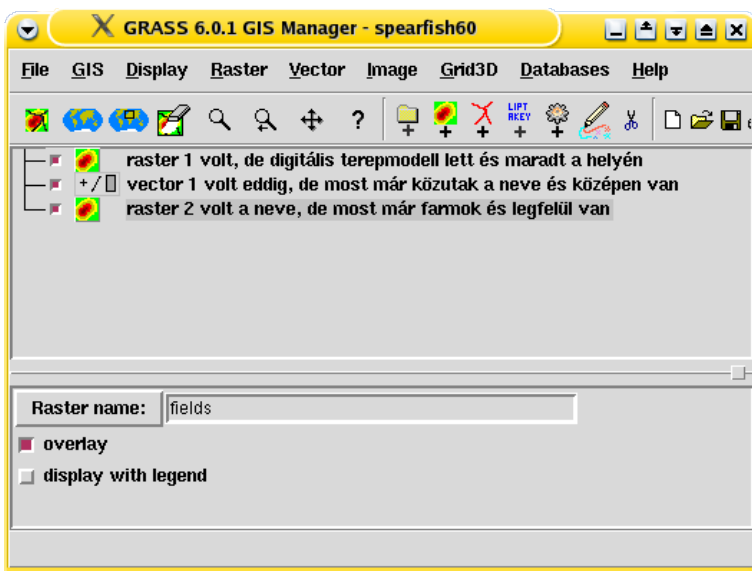 GRASS 6.0.1 GIS Manager - spearfish60
File GIS Display Raster Vector Image Grid3D Databases Help
?
raster 1 volt, de digitális terepmodell lett és maradt a helyén
vector 1 volt eddig, de most már közutak a neve és középen van
raster 2 volt a neve, de most már farmok és legfelül van
Raster name: fields
overlay
display with legend